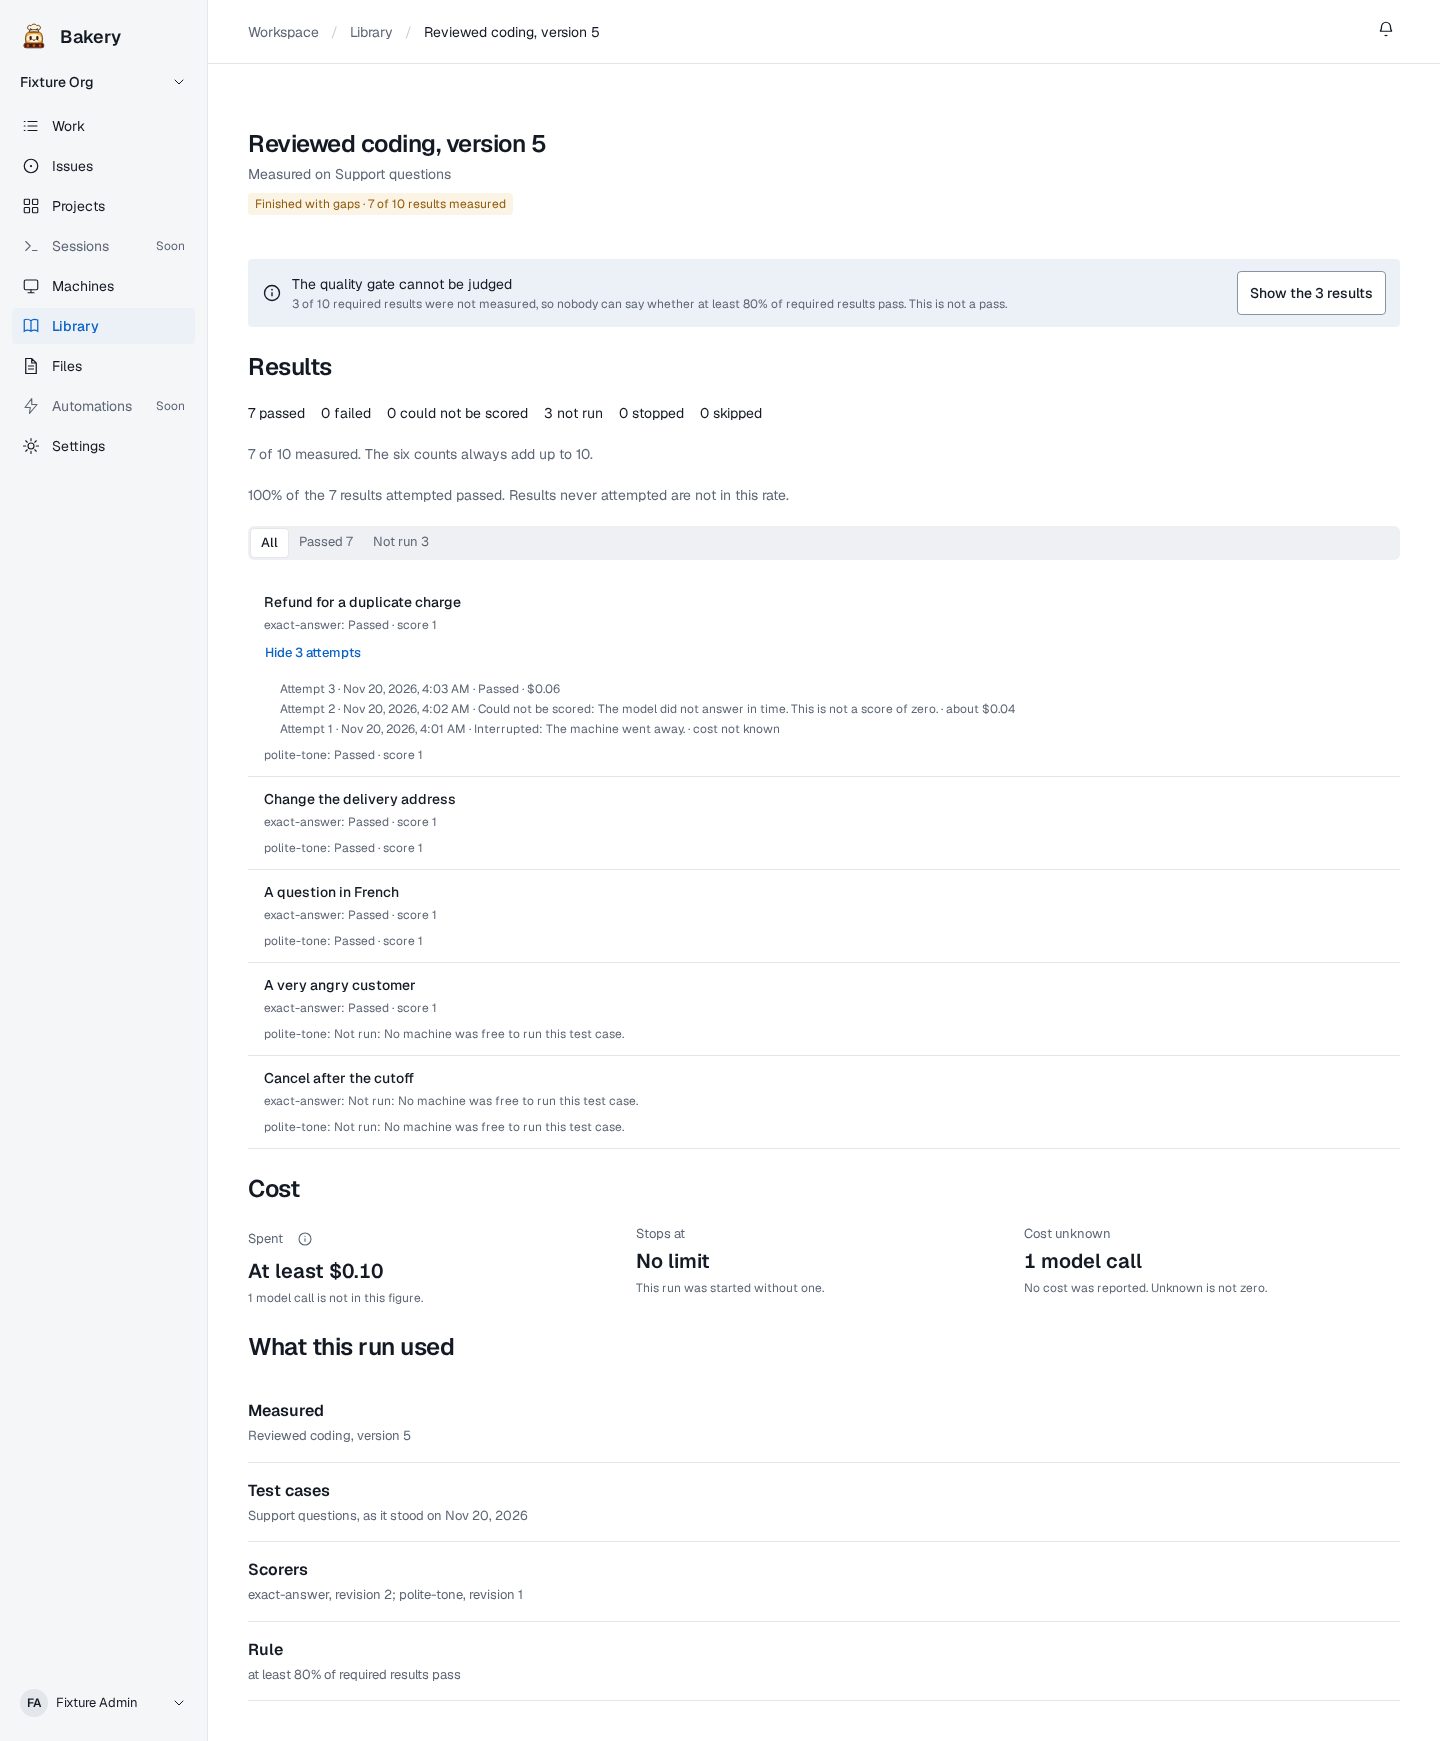 Bakery
Fixture Org
Work
Issues
Projects
Sessions Soon
Machines
Library
Files
Automations Soon
Settings
FA Fixture Admin
Workspace / Library / Reviewed coding, version 5
Reviewed coding, version 5
Measured on Support questions
Finished with gaps · 7 of 10 results measured
The quality gate cannot be judged
3 of 10 required results were not measured, so nobody can say whether at least 80% of required results pass. This is not a pass.
Show the 3 results
Results
7 passed 0 failed 0 could not be scored 3 not run 0 stopped 0 skipped
7 of 10 measured. The six counts always add up to 10.
100% of the 7 results attempted passed. Results never attempted are not in this rate.
All Passed 7 Not run 3
Refund for a duplicate charge
exact-answer: Passed · score 1
Hide 3 attempts
Attempt 3 · Nov 20, 2026, 4:03 AM · Passed · $0.06
Attempt 2 · Nov 20, 2026, 4:02 AM · Could not be scored: The model did not answer in time. This is not a score of zero. · about $0.04
Attempt 1 · Nov 20, 2026, 4:01 AM · Interrupted: The machine went away. · cost not known
polite-tone: Passed · score 1
Change the delivery address
exact-answer: Passed · score 1
polite-tone: Passed · score 1
A question in French
exact-answer: Passed · score 1
polite-tone: Passed · score 1
A very angry customer
exact-answer: Passed · score 1
polite-tone: Not run: No machine was free to run this test case.
Cancel after the cutoff
exact-answer: Not run: No machine was free to run this test case.
polite-tone: Not run: No machine was free to run this test case.
Cost
Spent
At least $0.10
1 model call is not in this figure.
Stops at
No limit
This run was started without one.
Cost unknown
1 model call
No cost was reported. Unknown is not zero.
What this run used
Measured
Reviewed coding, version 5
Test cases
Support questions, as it stood on Nov 20, 2026
Scorers
exact-answer, revision 2; polite-tone, revision 1
Rule
at least 80% of required results pass